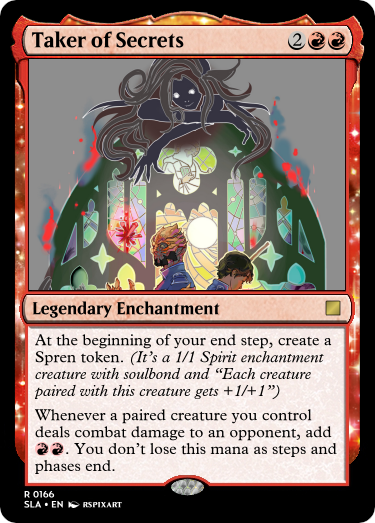 Taker of Secrets 2
Legendary Enchantment
At the beginning of your end step, create a
Spren token. (It's a 1/1 Spirit enchantment
creature with soulbond and “Each creature
paired with this creature gets +1/+1”)
Whenever a paired creature you control
deals combat damage to an opponent, add
. You don't lose this mana as steps and
phases end.
R 0166
SLA • EN RSPIXART